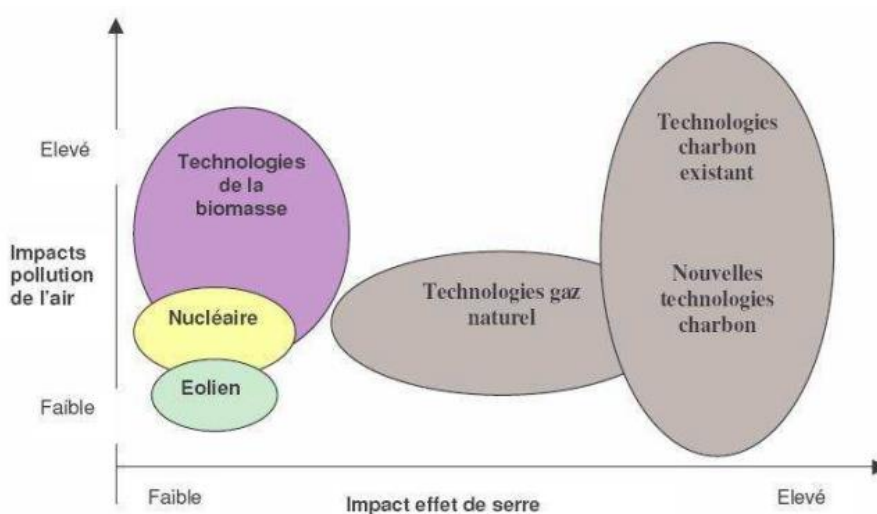 Elevé
Impacts
pollution
de l'air
Faible
Technologies
de la
biomasse
Nucléaire
Eolien
Technologies gaz
naturel
Technologies
charbon
existant
Nouvelles
technologies
charbon
Faible
Impact effet de serre
Elevé